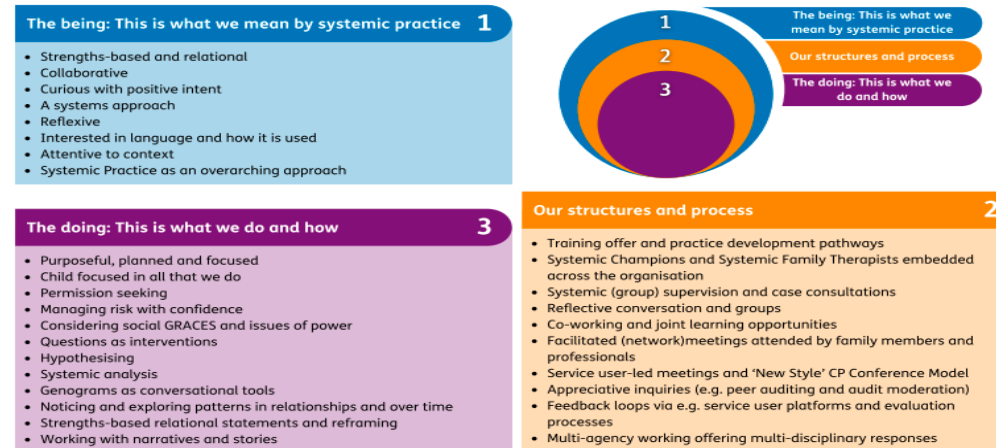 The being: This is what we mean by systemic practice 1
• Strengths-based and relational
• Collaborative
• Curious with positive intent
• A systems approach
• Reflexive
• Interested in language and how it is used
• Attentive to context
• Systemic Practice as an overarching approach
1
2
3
The being: This is what we
mean by systemic practice
Our structures and process
The doing: This is what we
do and how
The doing: This is what we do and how 3
• Purposeful, planned and focused
• Child focused in all that we do
• Permission seeking
• Managing risk with confidence
• Considering social GRACES and issues of power
• Questions as interventions
• Hypothesising
• Systemic analysis
• Genograms as conversational tools
• Noticing and exploring patterns in relationships and over time
• Strengths-based relational statements and reframing
• Working with narratives and stories
Our structures and process 2
• Training offer and practice development pathways
• Systemic Champions and Systemic Family Therapists embedded
across the organisation
• Systemic (group) supervision and case consultations
• Reflective conversation and groups
• Co-working and joint learning opportunities
• Facilitated (network)meetings attended by family members and
professionals
• Service user-led meetings and ‘New Style’ CP Conference Model
• Appreciative inquiries (e.g. peer auditing and audit moderation)
• Feedback loops via e.g. service user platforms and evaluation
processes
• Multi-agency working offering multi-disciplinary responses